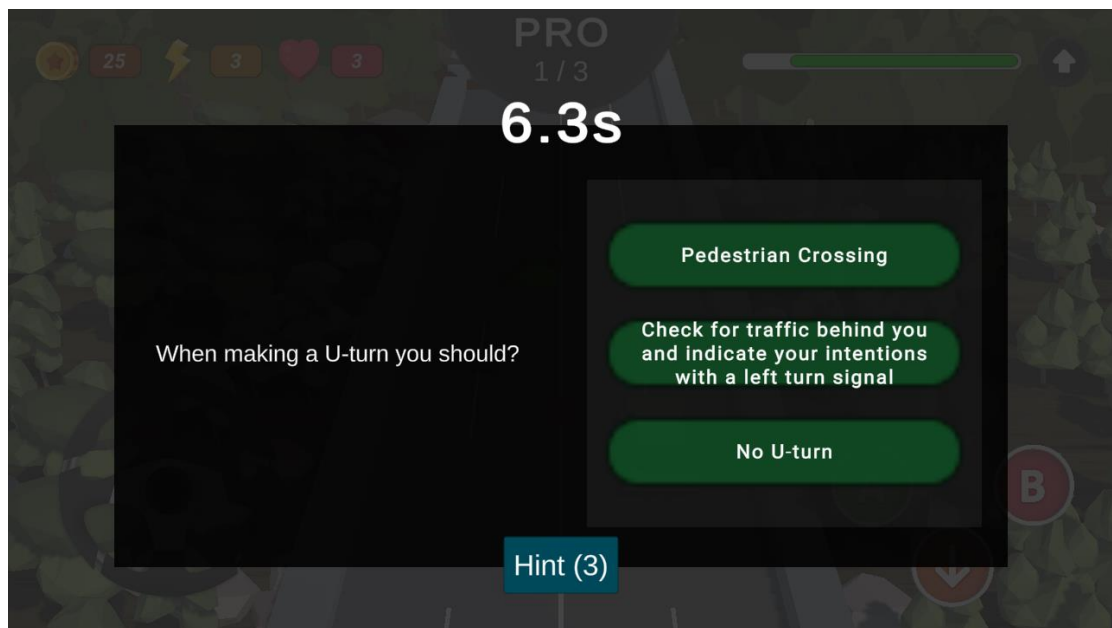 PRO
25 3 3
1 / 3
6.3s
When making a U-turn you should?
Pedestrian Crossing
Check for traffic behind you
and indicate your intentions
with a left turn signal
No U-turn
B
Hint (3)